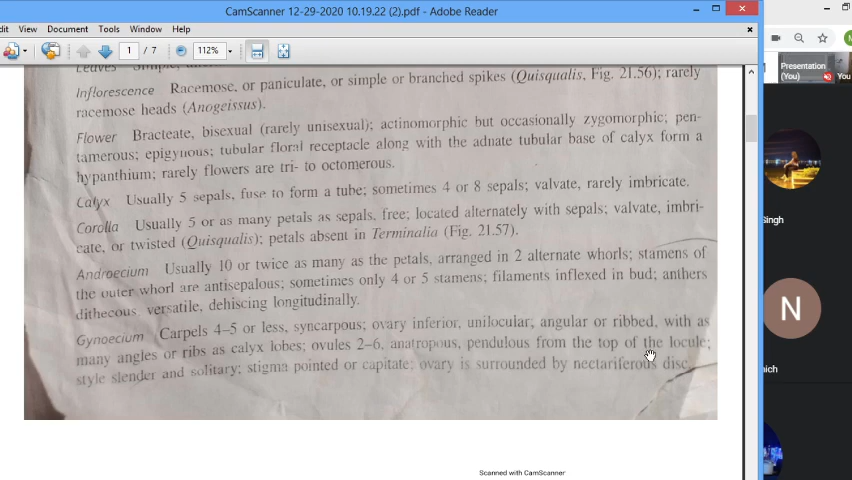 CamScanner 12-29-2020 10.19.22 (2).pdf - Adobe Reader
dit View Document Tools Window Help
1 / 7 112%
Presentation (You) You
Leaves Simple,
Inflorescence Racemose, or paniculate, or simple or branched spikes (Quisqualis, Fig. 21.56); rarely
racemose heads (Anogeissus).
Flower Bracteate, bisexual (rarely unisexual); actinomorphic but occasionally zygomorphic; pen-
tamerous; epigynous; tubular floral receptacle along with the adnate tubular base of calyx form a
hypanthium; rarely flowers are tri- to octomerous.
Calyx Usually 5 sepals, fuse to form a tube; sometimes 4 or 8 sepals; valvate, rarely imbricate.
Corolla Usually 5 or as many petals as sepals, free; located alternately with sepals; valvate, imbri-
cate, or twisted (Quisqualis); petals absent in Terminalia (Fig. 21.57).
Androecium Usually 10 or twice as many as the petals, arranged in 2 alternate whorls; stamens of
the outer whorl are antisepalous; sometimes only 4 or 5 stamens; filaments inflexed in bud; anthers
dithecous, versatile, dehiscing longitudinally.
Gynoecium Carpels 4–5 or less, syncarpous; ovary inferior, unilocular, angular or ribbed, with as
many angles or ribs as calyx lobes; ovules 2–6, anatropous, pendulous from the top of the locule;
style slender and solitary; stigma pointed or capitate; ovary is surrounded by nectariferous disc.
Singh
N
nich
Scanned with CamScanner